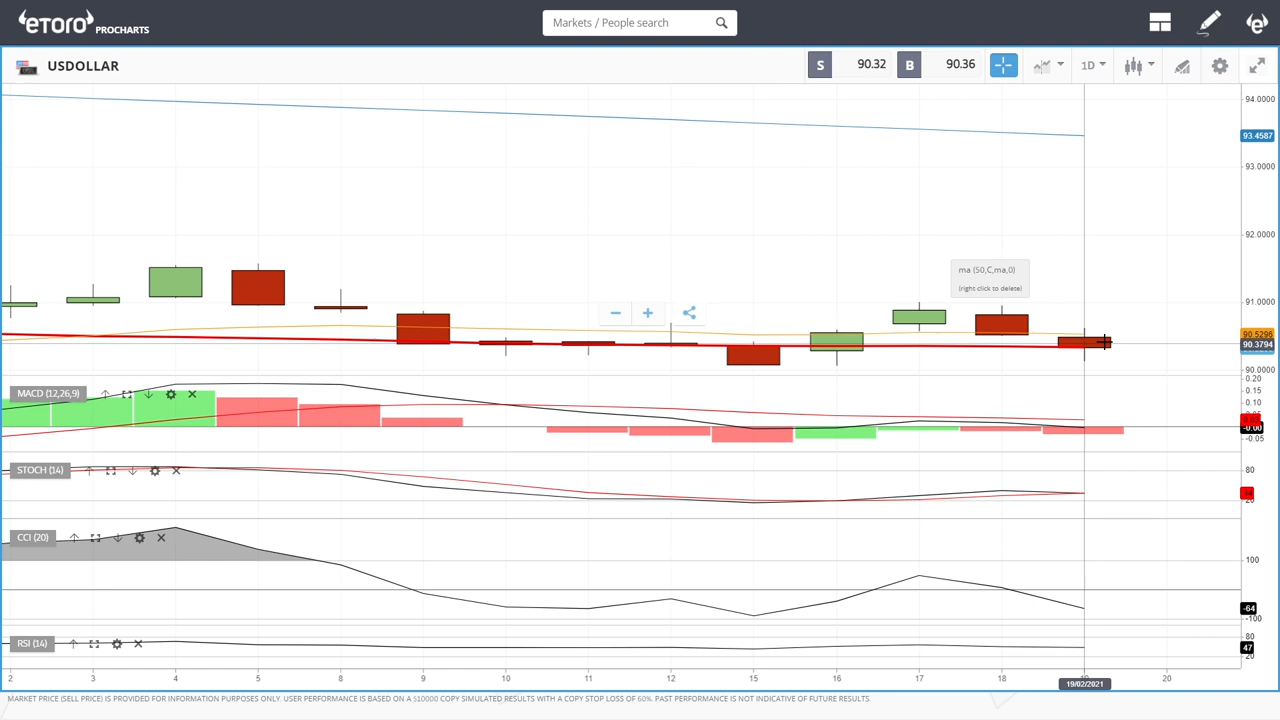 eToro PROCHARTS
Markets / People search
USDOLLAR
S 90.32 B 90.36
1D
94.0000
93.4587
93.0000
92.0000
ma (50,C,ma,0)
(right click to delete)
91.0000
90.5296
90.3794
90.0000
MACD (12,26,9)
0.20
0.15
0.10
-0.00
-0.05
STOCH (14)
80
20
CCI (20)
100
-64
-100
RSI (14)
80
47
20
2 3 4 5 8 9 10 11 12 15 16 17 18 20
19/02/2021
MARKET PRICE (SELL PRICE) IS PROVIDED FOR INFORMATION PURPOSES ONLY. USER PERFORMANCE IS BASED ON A $10000 COPY SIMULATED RESULTS WITH A COPY STOP LOSS OF 60%. PAST PERFORMANCE IS NOT INDICATIVE OF FUTURE RESULTS.